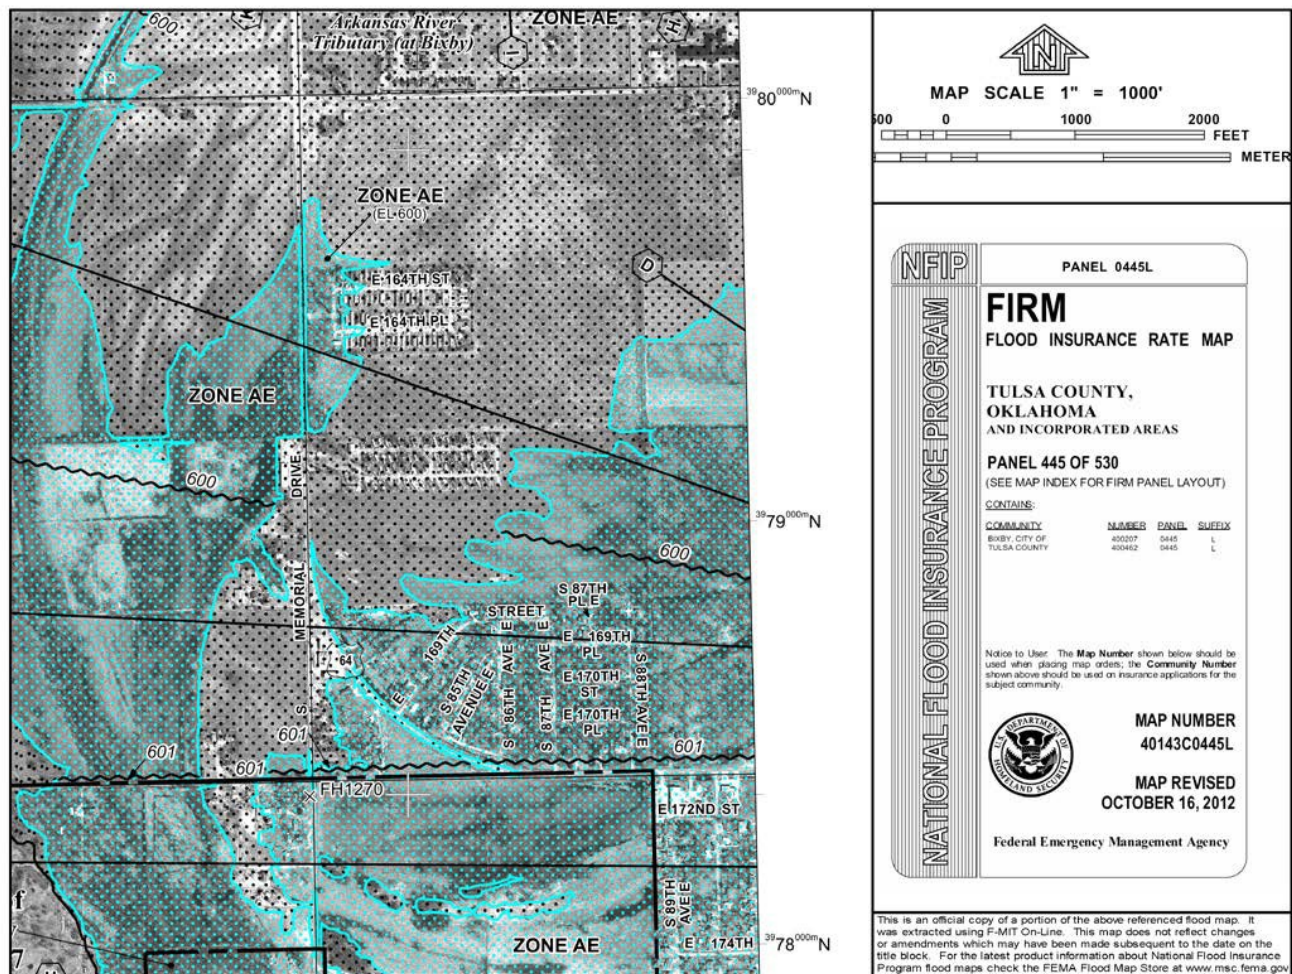 600
Arkansas River
Tributary (at Bixby)
ZONE AE
I
H
3980000mN
ZONE AE
(EL 600)
D
E 164TH ST
E 164TH PL
ZONE AE
600
DRIVE
MEMORIAL
S
3979000mN
600
S 87TH
PL E
STREET
169TH
E
E 169TH
PL
E 170TH
ST
E 170TH
PL
S 85TH
AVENUE E
S 86TH AVE E
S 87TH AVE E
S 88TH AVE E
64
601
601
601
601
FH1270
E 172ND ST
S 89TH
AVE E
E 174TH
ZONE AE
3978000mN
f
7
MAP SCALE 1" = 1000'
500 0 1000 2000
FEET
METER
NFIP
NATIONAL FLOOD INSURANCE PROGRAM
PANEL 0445L
FIRM
FLOOD INSURANCE RATE MAP
TULSA COUNTY,
OKLAHOMA
AND INCORPORATED AREAS
PANEL 445 OF 530
(SEE MAP INDEX FOR FIRM PANEL LAYOUT)
CONTAINS:
COMMUNITY NUMBER PANEL SUFFIX
BIXBY, CITY OF 400207 0445 L
TULSA COUNTY 400462 0445 L
Notice to User: The Map Number shown below should be
used when placing map orders; the Community Number
shown above should be used on insurance applications for the
subject community.
U.S. DEPARTMENT OF
HOMELAND SECURITY
MAP NUMBER
40143C0445L
MAP REVISED
OCTOBER 16, 2012
Federal Emergency Management Agency
This is an official copy of a portion of the above referenced flood map. It
was extracted using F-MIT On-Line. This map does not reflect changes
or amendments which may have been made subsequent to the date on the
title block. For the latest product information about National Flood Insurance
Program flood maps check the FEMA Flood Map Store at www.msc.fema.gov